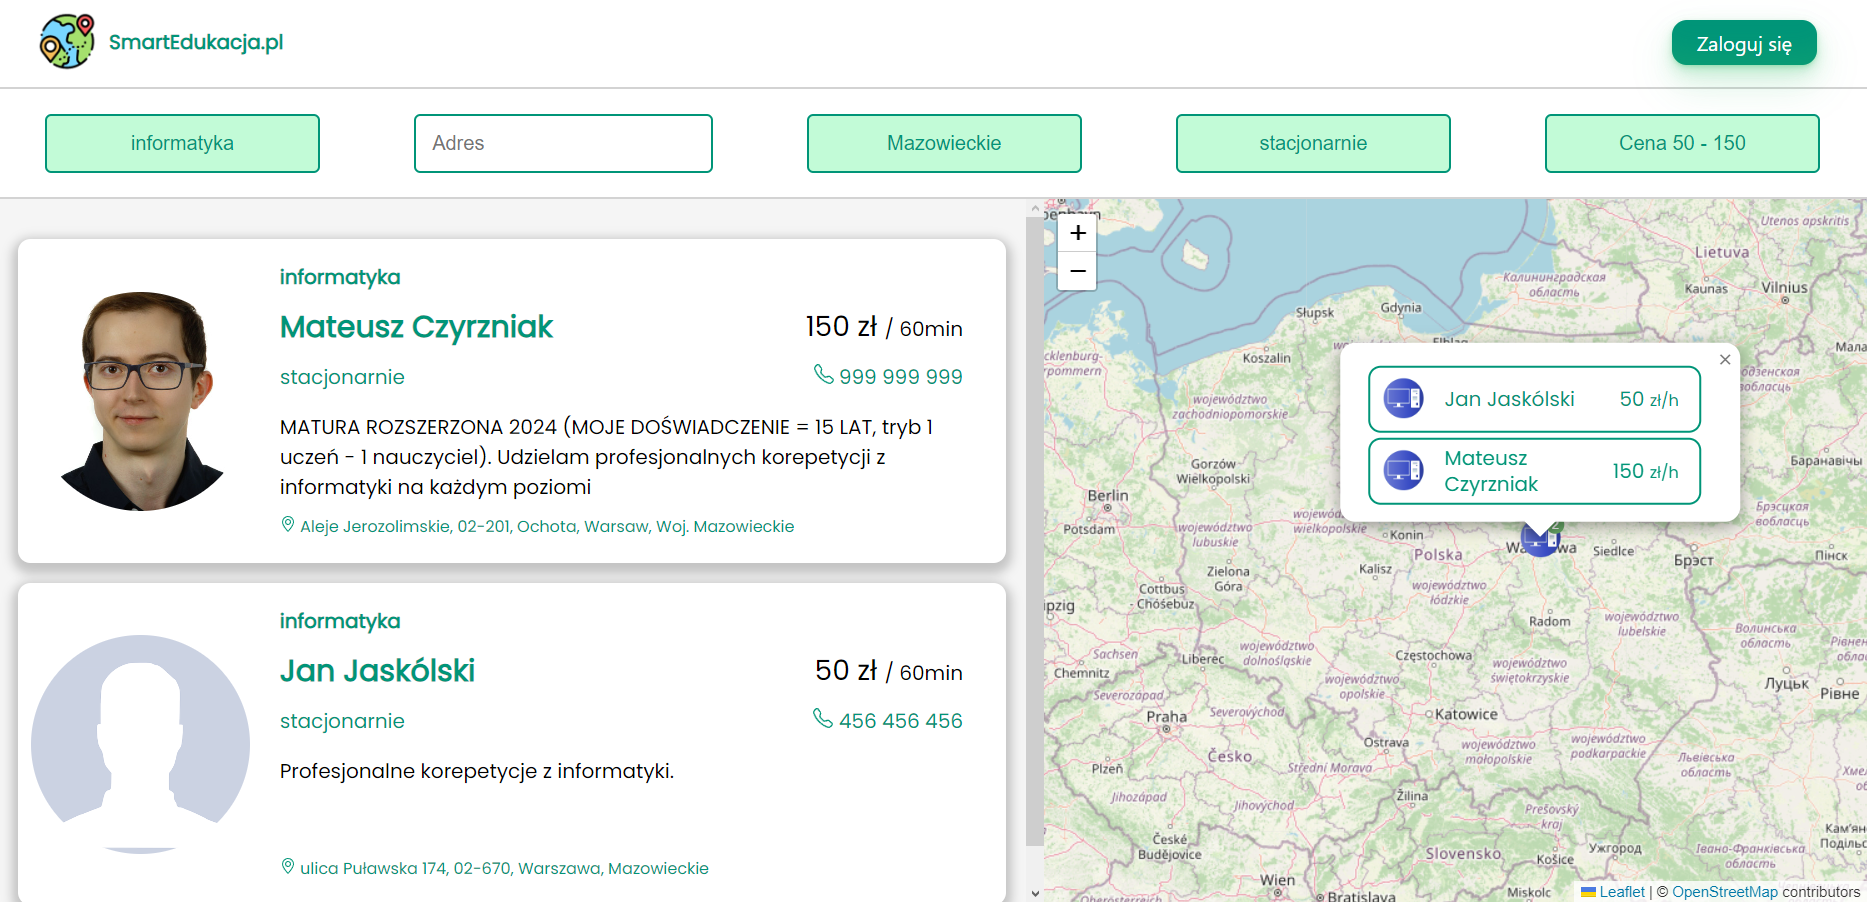 SmartEdukacja.pl
Zaloguj się
informatyka
Adres
Mazowieckie
stacjonarnie
Cena 50 - 150
informatyka
Mateusz Czyrzniak
150 zł / 60min
stacjonarnie
999 999 999
MATURA ROZSZERZONA 2024 (MOJE DOŚWIADCZENIE = 15 LAT, tryb 1
uczeń - 1 nauczyciel). Udzielam profesjonalnych korepetycji z
informatyki na każdym poziomi
Aleje Jerozolimskie, 02-201, Ochota, Warsaw, Woj. Mazowieckie
informatyka
Jan Jaskólski
50 zł / 60min
stacjonarnie
456 456 456
Profesjonalne korepetycje z informatyki.
ulica Puławska 174, 02-670, Warszawa, Mazowieckie
+
−
Utenos apskritis
Lietuva
Калининградская
область
Kaunas
Vilnius
Gdynia
Słupsk
Koszalin
województwo
zachodniopomorskie
×
Jan Jaskólski
50 zł/h
Mateusz
Czyrzniak
150 zł/h
Gorzów
Wielkopolski
Баранавічы
Berlin
Potsdam
Брэсцкая
вобласць
województwo
lubuskie
wielkopolskie
Konin
Polska
2
Siedlce
Брэст
Пінск
Kalisz
Zielona
Góra
województwo
łódzkie
Cottbus
- Chóśebuz
Radom
województwo
lubelskie
Волинська
область
Sachsen
Chemnitz
Liberec
województwo
dolnośląskie
Częstochowa
województwo
świętokrzyskie
województwo
opolskie
Луцьк
Рівне
Severozápad
Severovýchod
Praha
Katowice
Ostrava
województwo
małopolskie
województwo
podkarpackie
Львівська
область
Česko
Plzeň
Střední Morava
Jihozápad
Jihovýchod
Žilina
Prešovský
kraj
České
Budějovice
Slovensko
Košice
Ужгород
Івано-Франківська
область
Wien
Bratislava
Miskolc
Leaflet | © OpenStreetMap contributors